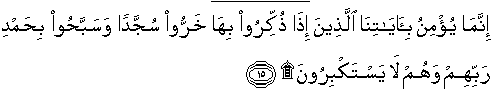 إِنَّمَا يُؤْمِنُ بِـَٔايَـٰتِنَا ٱلَّذِينَ إِذَا ذُكِّرُوا۟ بِهَا خَرُّوا۟ سُجَّدًا وَسَبَّحُوا۟ بِحَمْدِ
رَبِّهِمْ وَهُمْ لَا يَسْتَكْبِرُونَ ۩ ١٥